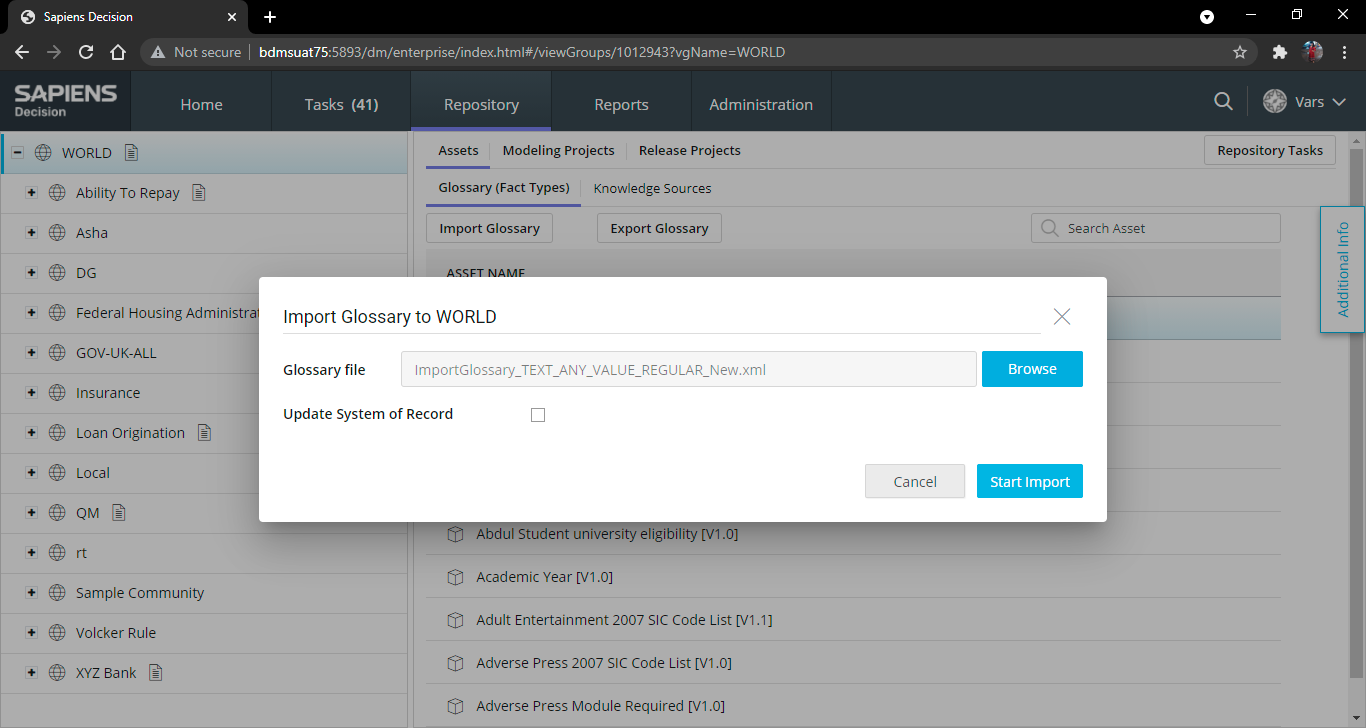 Sapiens Decision
Not secure bdmsuat75:5893/dm/enterprise/index.html#/viewGroups/1012943?vgName=WORLD
SAPIENS
Decision
Home
Tasks (41)
Repository
Reports
Administration
Vars
WORLD
Ability To Repay
Asha
DG
Federal Housing Administrat
GOV-UK-ALL
Insurance
Loan Origination
Local
QM
rt
Sample Community
Volcker Rule
XYZ Bank
Assets
Modeling Projects
Release Projects
Repository Tasks
Glossary (Fact Types)
Knowledge Sources
Import Glossary
Export Glossary
Search Asset
Additional Info
ASSET NAME
Import Glossary to WORLD
Glossary file
ImportGlossary_TEXT_ANY_VALUE_REGULAR_New.xml
Browse
Update System of Record
Cancel
Start Import
Abdul Student university eligibility [V1.0]
Academic Year [V1.0]
Adult Entertainment 2007 SIC Code List [V1.1]
Adverse Press 2007 SIC Code List [V1.0]
Adverse Press Module Required [V1.0]